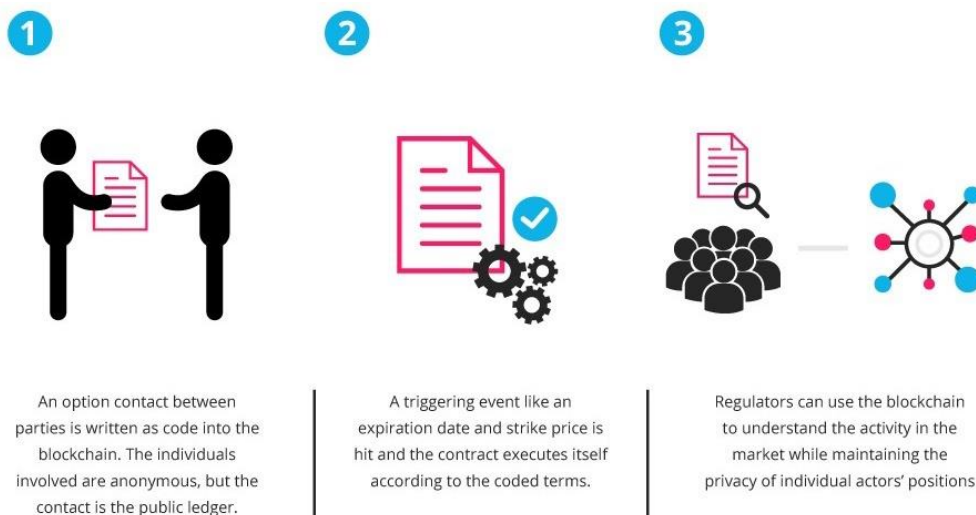 1
2
3
An option contact between
parties is written as code into the
blockchain. The individuals
involved are anonymous, but the
contact is the public ledger.
A triggering event like an
expiration date and strike price is
hit and the contract executes itself
according to the coded terms.
Regulators can use the blockchain
to understand the activity in the
market while maintaining the
privacy of individual actors’ positions